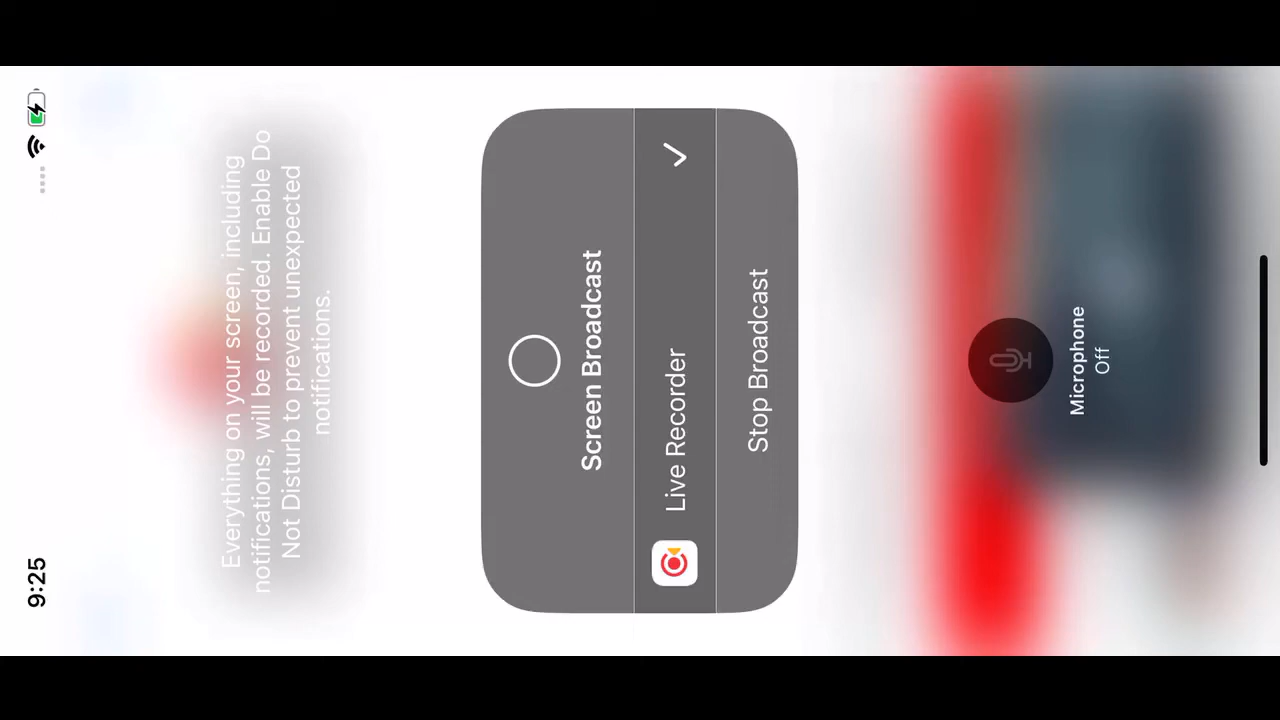 9:25
Everything on your screen, including
notifications, will be recorded. Enable Do
Not Disturb to prevent unexpected
notifications.
Screen Broadcast
Live Recorder
Stop Broadcast
Microphone
Off